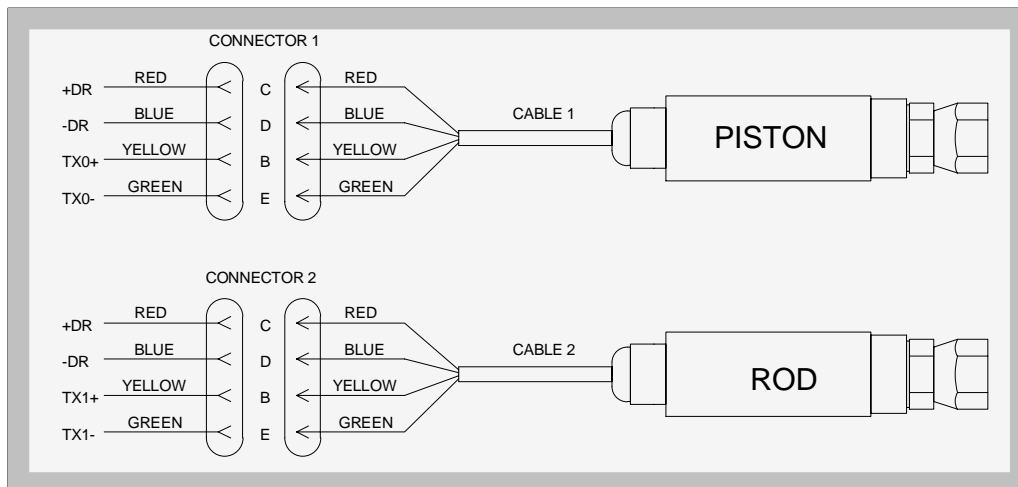 CONNECTOR 1
+DR RED C RED
-DR BLUE D BLUE CABLE 1
TX0+ YELLOW B YELLOW PISTON
TX0- GREEN E GREEN
CONNECTOR 2
+DR RED C RED
-DR BLUE D BLUE CABLE 2
TX1+ YELLOW B YELLOW ROD
TX1- GREEN E GREEN